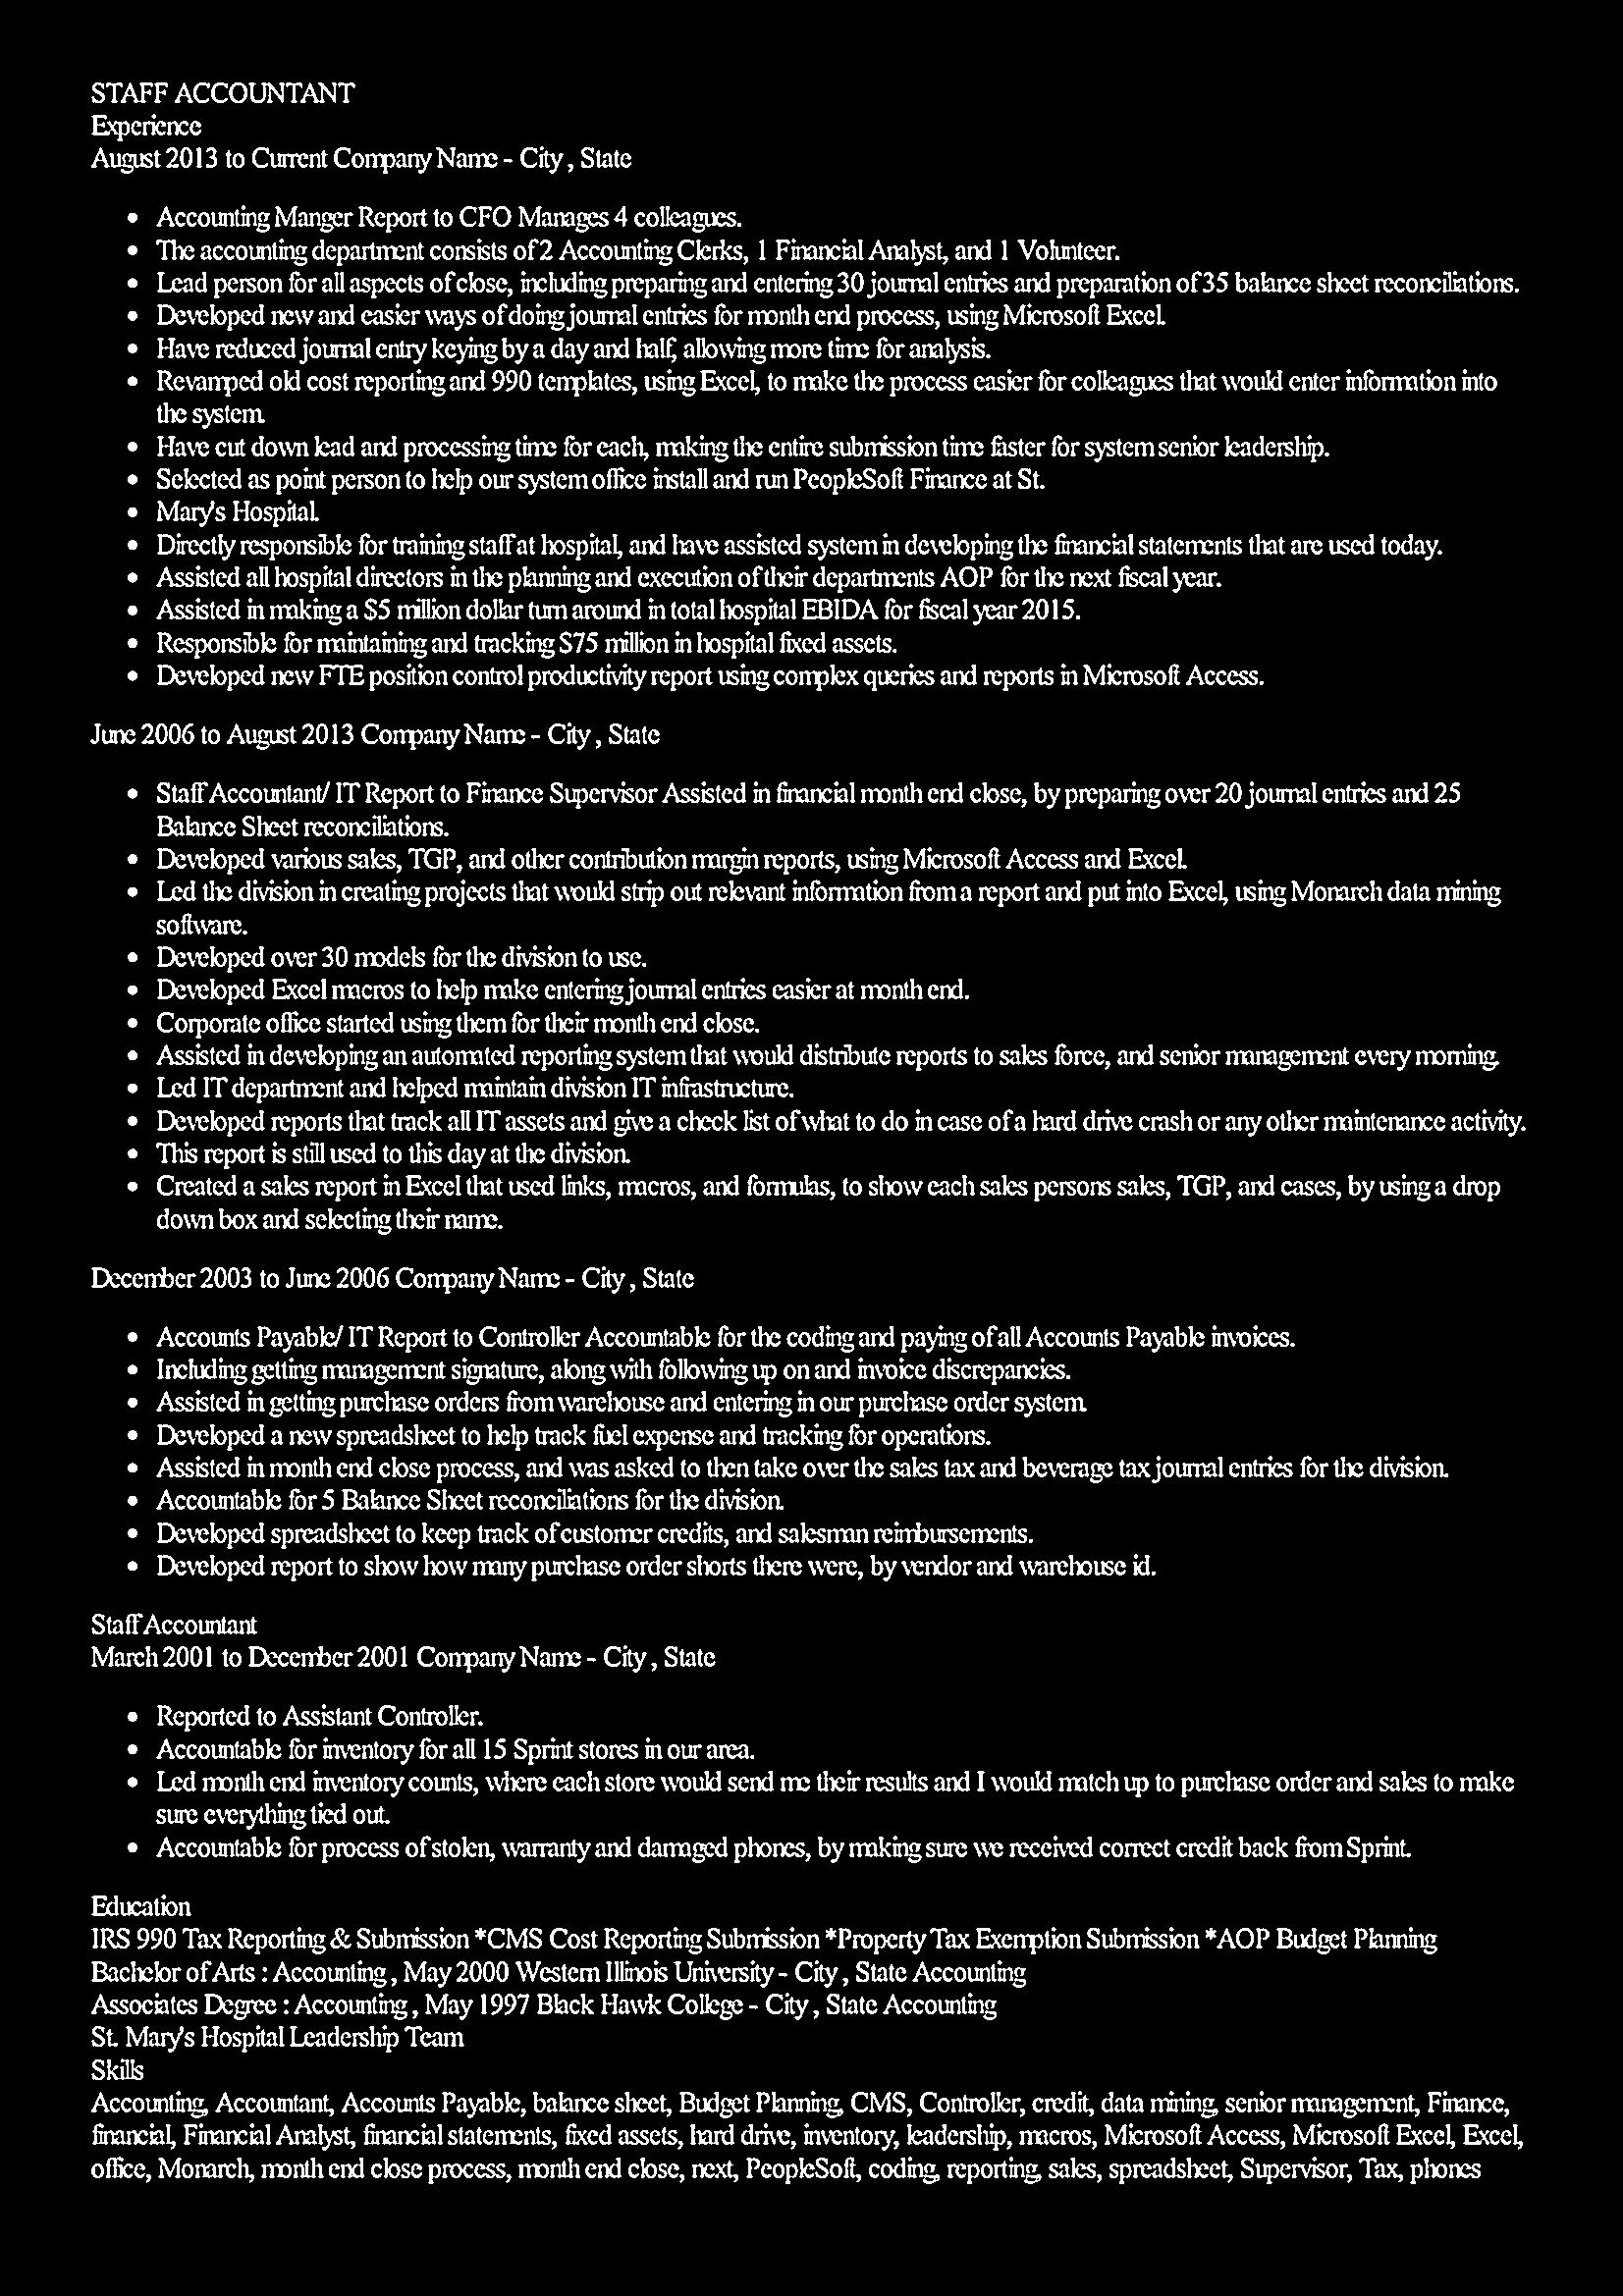 STAFF ACCOUNTANT
Experience
August 2013 to Current Company Name - City , State
• Accounting Manger Report to CFO Manages 4 colleagues.
• The accounting department consists of 2 Accounting Clerks, 1 Financial Analyst, and 1 Volunteer.
• Lead person for all aspects of close, including preparing and entering 30 journal entries and preparation of 35 balance sheet reconciliations.
• Developed new and easier ways of doing journal entries for month end process, using Microsoft Excel.
• Have reduced journal entry keying by a day and half, allowing more time for analysis.
• Revamped old cost reporting and 990 templates, using Excel, to make the process easier for colleagues that would enter information into
the system.
• Have cut down lead and processing time for each, making the entire submission time faster for system senior leadership.
• Selected as point person to help our system office install and run PeopleSoft Finance at St.
• Mary's Hospital.
• Directly responsible for training staff at hospital, and have assisted system in developing the financial statements that are used today.
• Assisted all hospital directors in the planning and execution of their departments AOP for the next fiscal year.
• Assisted in making a $5 million dollar turn around in total hospital EBIDA for fiscal year 2015.
• Responsible for maintaining and tracking $75 million in hospital fixed assets.
• Developed new FTE position control productivity report using complex queries and reports in Microsoft Access.
June 2006 to August 2013 Company Name - City , State
• Staff Accountant/ IT Report to Finance Supervisor Assisted in financial month end close, by preparing over 20 journal entries and 25
Balance Sheet reconciliations.
• Developed various sales, TGP, and other contribution margin reports, using Microsoft Access and Excel.
• Led the division in creating projects that would strip out relevant information from a report and put into Excel, using Monarch data mining
software.
• Developed over 30 models for the division to use.
• Developed Excel macros to help make entering journal entries easier at month end.
• Corporate office started using them for their month end close.
• Assisted in developing an automated reporting system that would distribute reports to sales force, and senior management every morning.
• Led IT department and helped maintain division IT infrastructure.
• Developed reports that track all IT assets and give a check list of what to do in case of a hard drive crash or any other maintenance activity.
• This report is still used to this day at the division.
• Created a sales report in Excel that used links, macros, and formulas, to show each sales persons sales, TGP, and cases, by using a drop
down box and selecting their name.
December 2003 to June 2006 Company Name - City , State
• Accounts Payable/ IT Report to Controller Accountable for the coding and paying of all Accounts Payable invoices.
• Including getting management signature, along with following up on and invoice discrepancies.
• Assisted in getting purchase orders from warehouse and entering in our purchase order system.
• Developed a new spreadsheet to help track fuel expense and tracking for operations.
• Assisted in month end close process, and was asked to then take over the sales tax and beverage tax journal entries for the division.
• Accountable for 5 Balance Sheet reconciliations for the division.
• Developed spreadsheet to keep track of customer credits, and salesman reimbursements.
• Developed report to show how many purchase order shorts there were, by vendor and warehouse id.
Staff Accountant
March 2001 to December 2001 Company Name - City , State
• Reported to Assistant Controller.
• Accountable for inventory for all 15 Sprint stores in our area.
• Led month end inventory counts, where each store would send me their results and I would match up to purchase order and sales to make
sure everything tied out.
• Accountable for process of stolen, warranty and damaged phones, by making sure we received correct credit back from Sprint.
Education
IRS 990 Tax Reporting & Submission *CMS Cost Reporting Submission *Property Tax Exemption Submission *AOP Budget Planning
Bachelor of Arts : Accounting , May 2000 Western Illinois University - City , State Accounting
Associates Degree : Accounting , May 1997 Black Hawk College - City , State Accounting
St. Mary's Hospital Leadership Team
Skills
Accounting, Accountant, Accounts Payable, balance sheet, Budget Planning, CMS, Controller, credit, data mining, senior management, Finance,
financial, Financial Analyst, financial statements, fixed assets, hard drive, inventory, leadership, macros, Microsoft Access, Microsoft Excel, Excel,
office, Monarch, month end close process, month end close, next, PeopleSoft, coding, reporting, sales, spreadsheet, Supervisor, Tax, phones